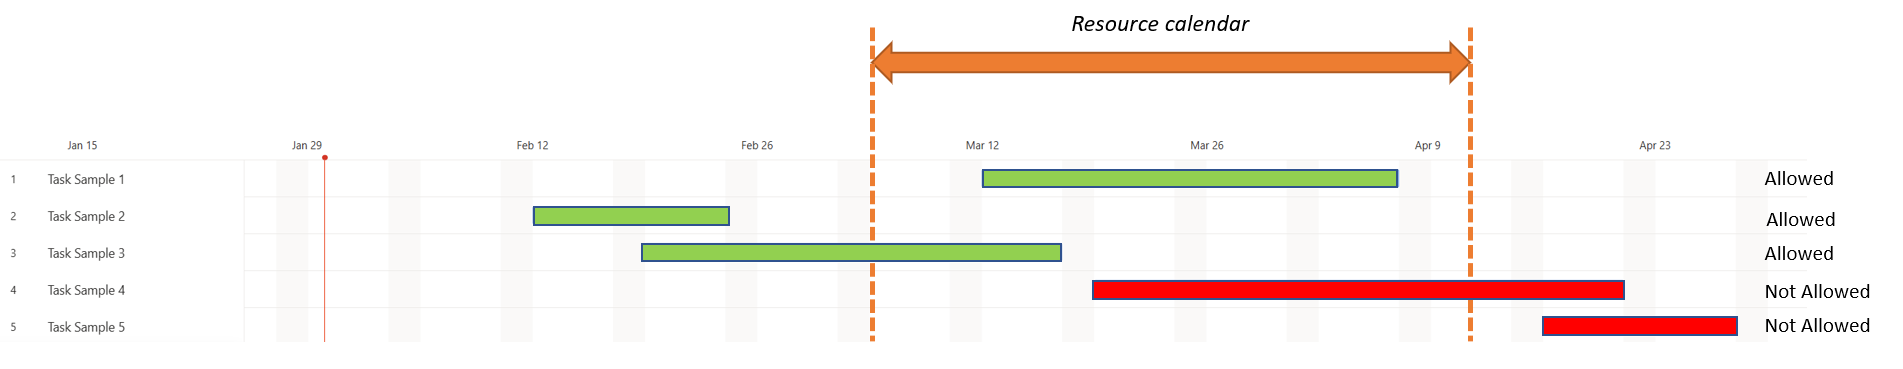 Resource calendar
Jan 15 Jan 29 Feb 12 Feb 26 Mar 12 Mar 26 Apr 9 Apr 23
1 Task Sample 1 Allowed
2 Task Sample 2 Allowed
3 Task Sample 3 Allowed
4 Task Sample 4 Not Allowed
5 Task Sample 5 Not Allowed